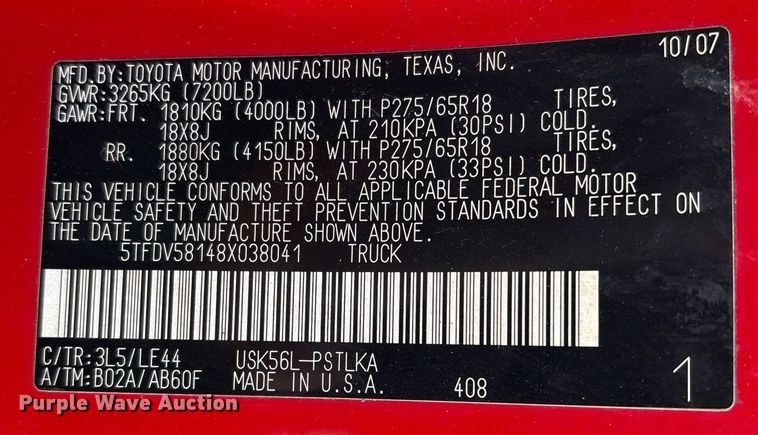 10/07
MFD.BY:TOYOTA MOTOR MANUFACTURING, TEXAS, INC.
GVWR:3265KG (7200LB)
GAWR:FRT. 1810KG (4000LB) WITH P275/65R18 TIRES,
18X8J RIMS, AT 210KPA (30PSI) COLD.
RR. 1880KG (4150LB) WITH P275/65R18 TIRES,
18X8J RIMS, AT 230KPA (33PSI) COLD.
THIS VEHICLE CONFORMS TO ALL APPLICABLE FEDERAL MOTOR
VEHICLE SAFETY AND THEFT PREVENTION STANDARDS IN EFFECT ON
THE DATE OF MANUFACTURE SHOWN ABOVE.
5TFDV58148X038041 TRUCK
C/TR:3L5/LE44 USK56L-PSTLKA
A/TM:B02A/AB60F MADE IN U.S.A. 408 1
Purple Wave Auction